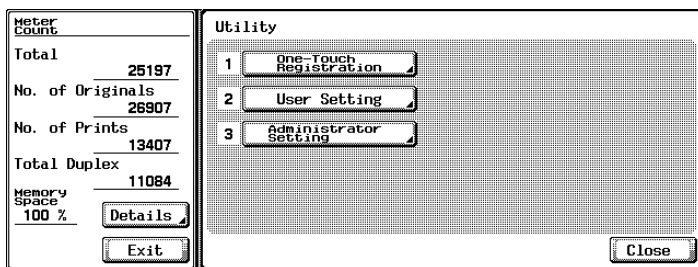 Meter
Count
Total
25197
No. of Originals
26907
No. of Prints
13407
Total Duplex
11084
Memory
Space
100 %
Details
Exit
Utility
1 One-Touch
Registration
2 User Setting
3 Administrator
Setting
Close